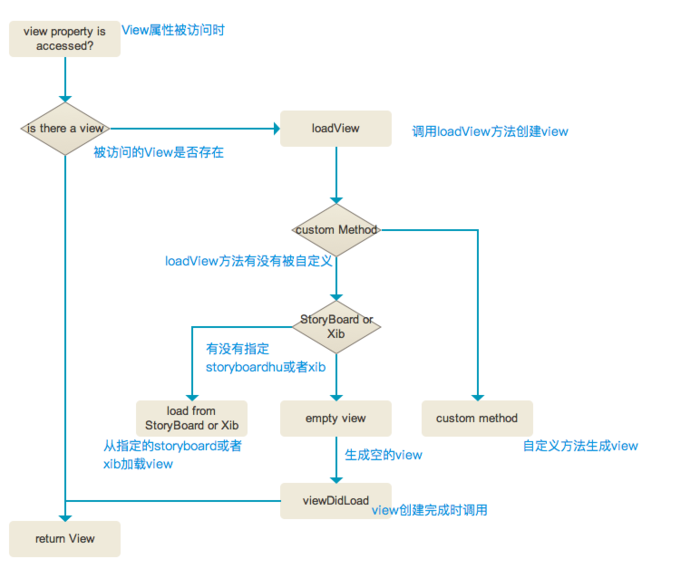 view property is
accessed?
View属性被访问时
is there a view
被访问的View是否存在
loadView
调用loadView方法创建view
custom Method
loadView方法有没有被自定义
StoryBoard or
Xib
有没有指定
storyboardhu或者xib
load from
StoryBoard or Xib
从指定的storyboard或者
xib加载view
empty view
生成空的view
custom method
自定义方法生成view
viewDidLoad
view创建完成时调用
return View